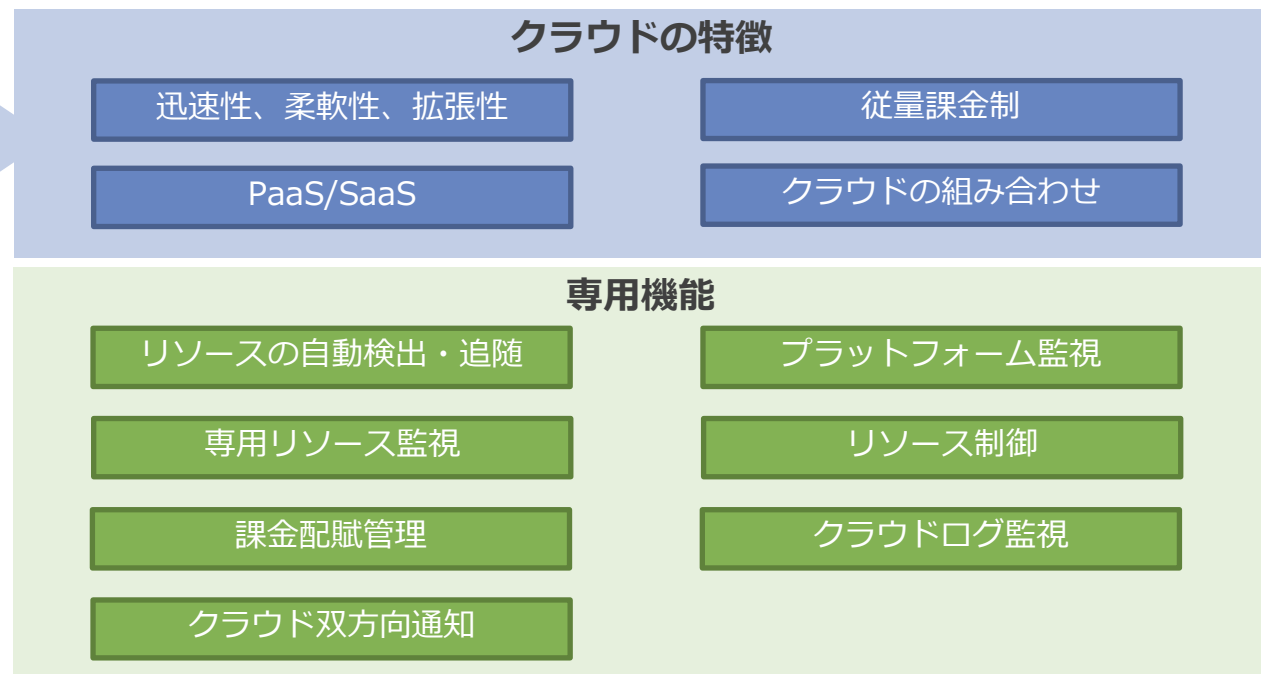 クラウドの特徴
迅速性、柔軟性、拡張性
従量課金制
PaaS/SaaS
クラウドの組み合わせ
専用機能
リソースの自動検出・追随
プラットフォーム監視
専用リソース監視
リソース制御
課金配賦管理
クラウドログ監視
クラウド双方向通知